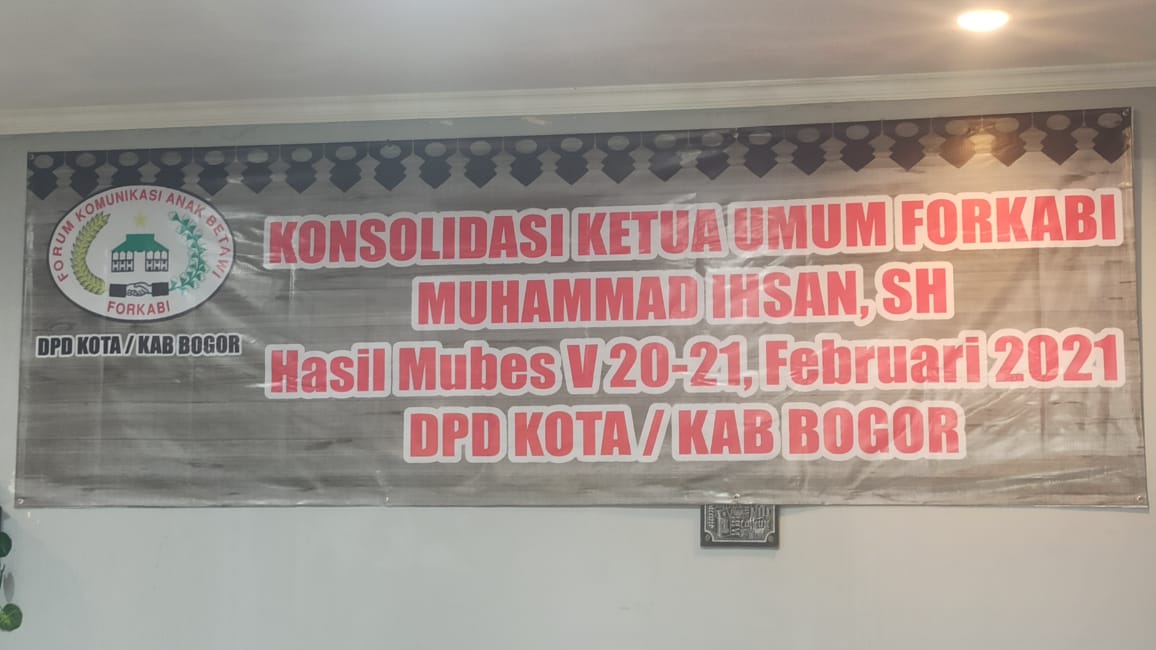 FORUM KOMUNIKASI ANAK BETAWI
FORKABI
DPD KOTA / KAB BOGOR
KONSOLIDASI KETUA UMUM FORKABI
MUHAMMAD IHSAN, SH
Hasil Mubes V 20-21, Februari 2021
DPD KOTA / KAB BOGOR